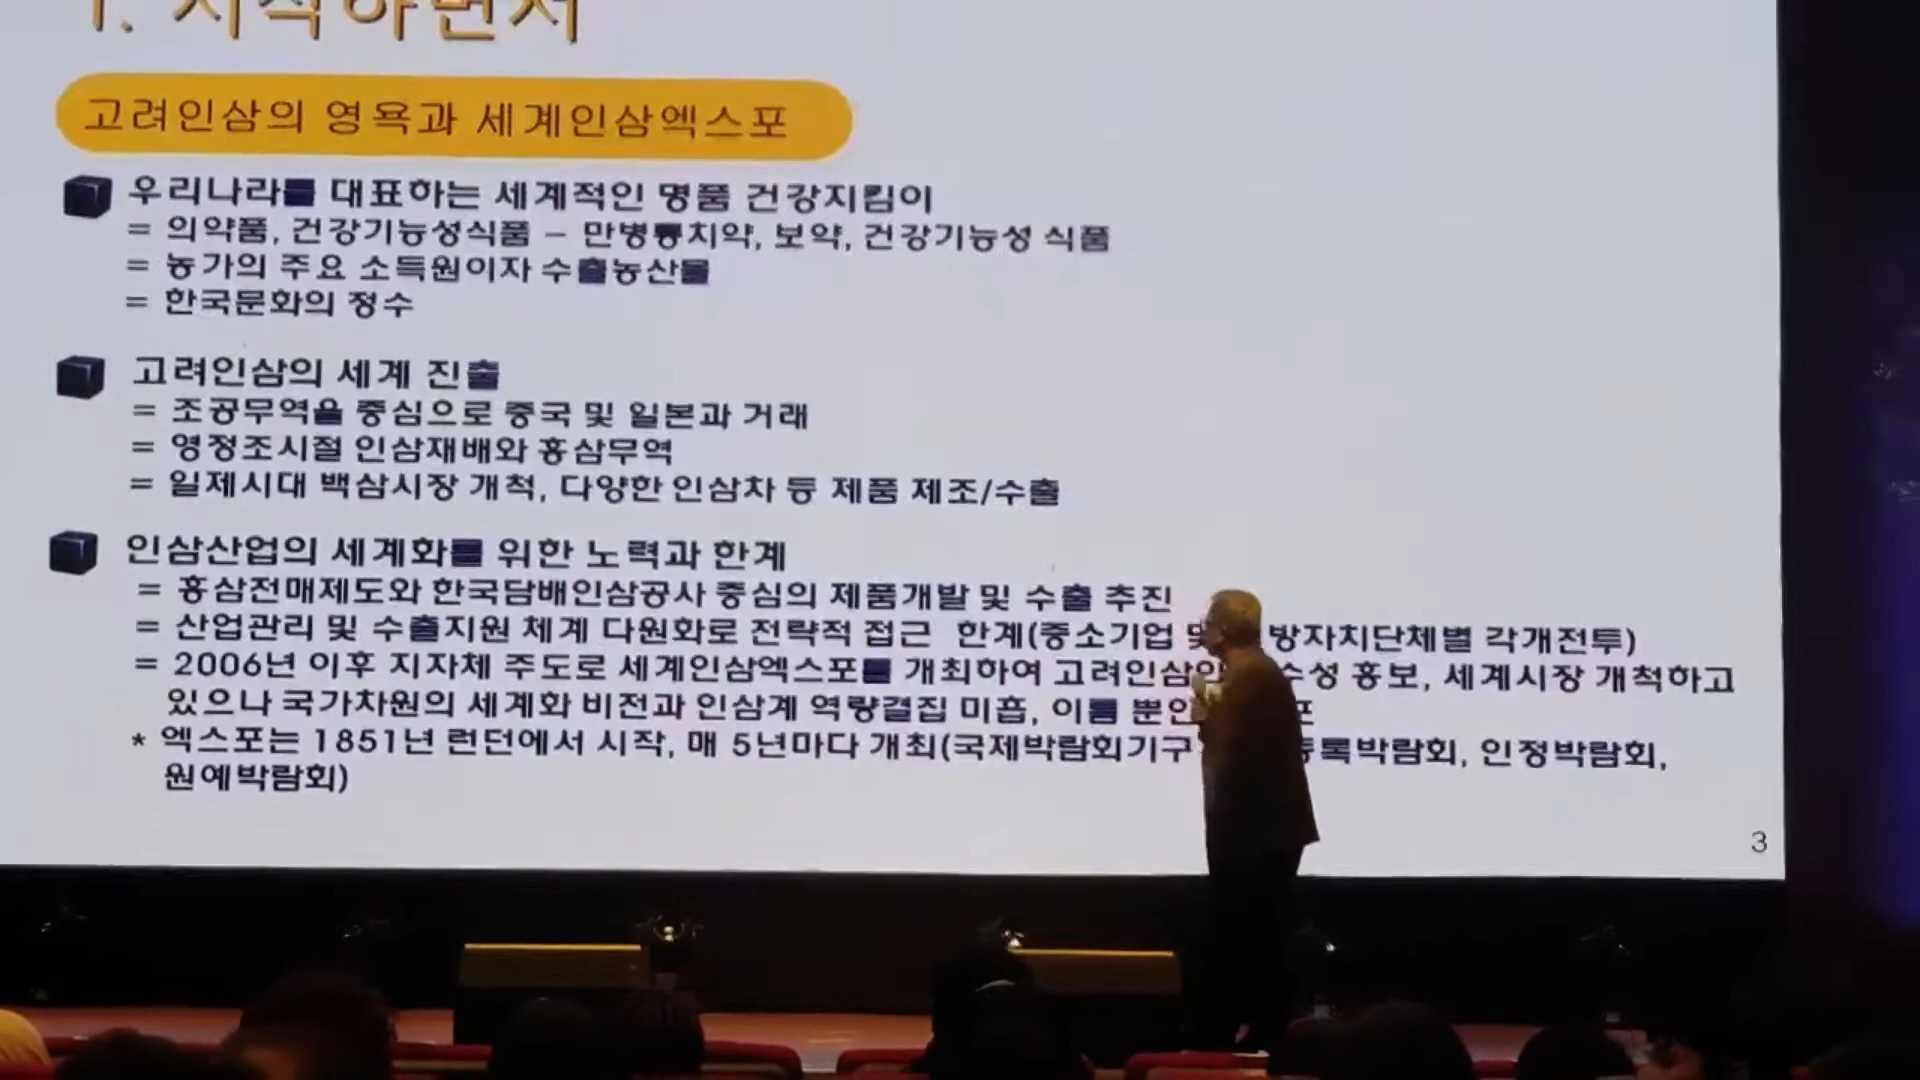 1. 시작하면서
고려인삼의 영욕과 세계인삼엑스포
우리나라를 대표하는 세계적인 명품 건강지킴이
= 의약품, 건강기능성식품 - 만병통치약, 보약, 건강기능성 식품
= 농가의 주요 소득원이자 수출농산물
= 한국문화의 정수
고려인삼의 세계 진출
= 조공무역을 중심으로 중국 및 일본과 거래
= 영정조시절 인삼재배와 홍삼무역
= 일제시대 백삼시장 개척, 다양한 인삼차 등 제품 제조/수출
인삼산업의 세계화를 위한 노력과 한계
= 홍삼전매제도와 한국담배인삼공사 중심의 제품개발 및 수출 추진
= 산업관리 및 수출지원 체계 다원화로 전략적 접근 한계(중소기업 방자치단체별 각개전투)
= 2006년 이후 지자체 주도로 세계인삼엑스포를 개최하여 고려인삼의 수성 홍보, 세계시장 개척하고
있으나 국가차원의 세계화 비전과 인삼계 역량결집 미흡, 이름 뿐인
* 엑스포는 1851년 런던에서 시작, 매 5년마다 개최(국제박람회기구 등록박람회, 인정박람회,
원예박람회)
3